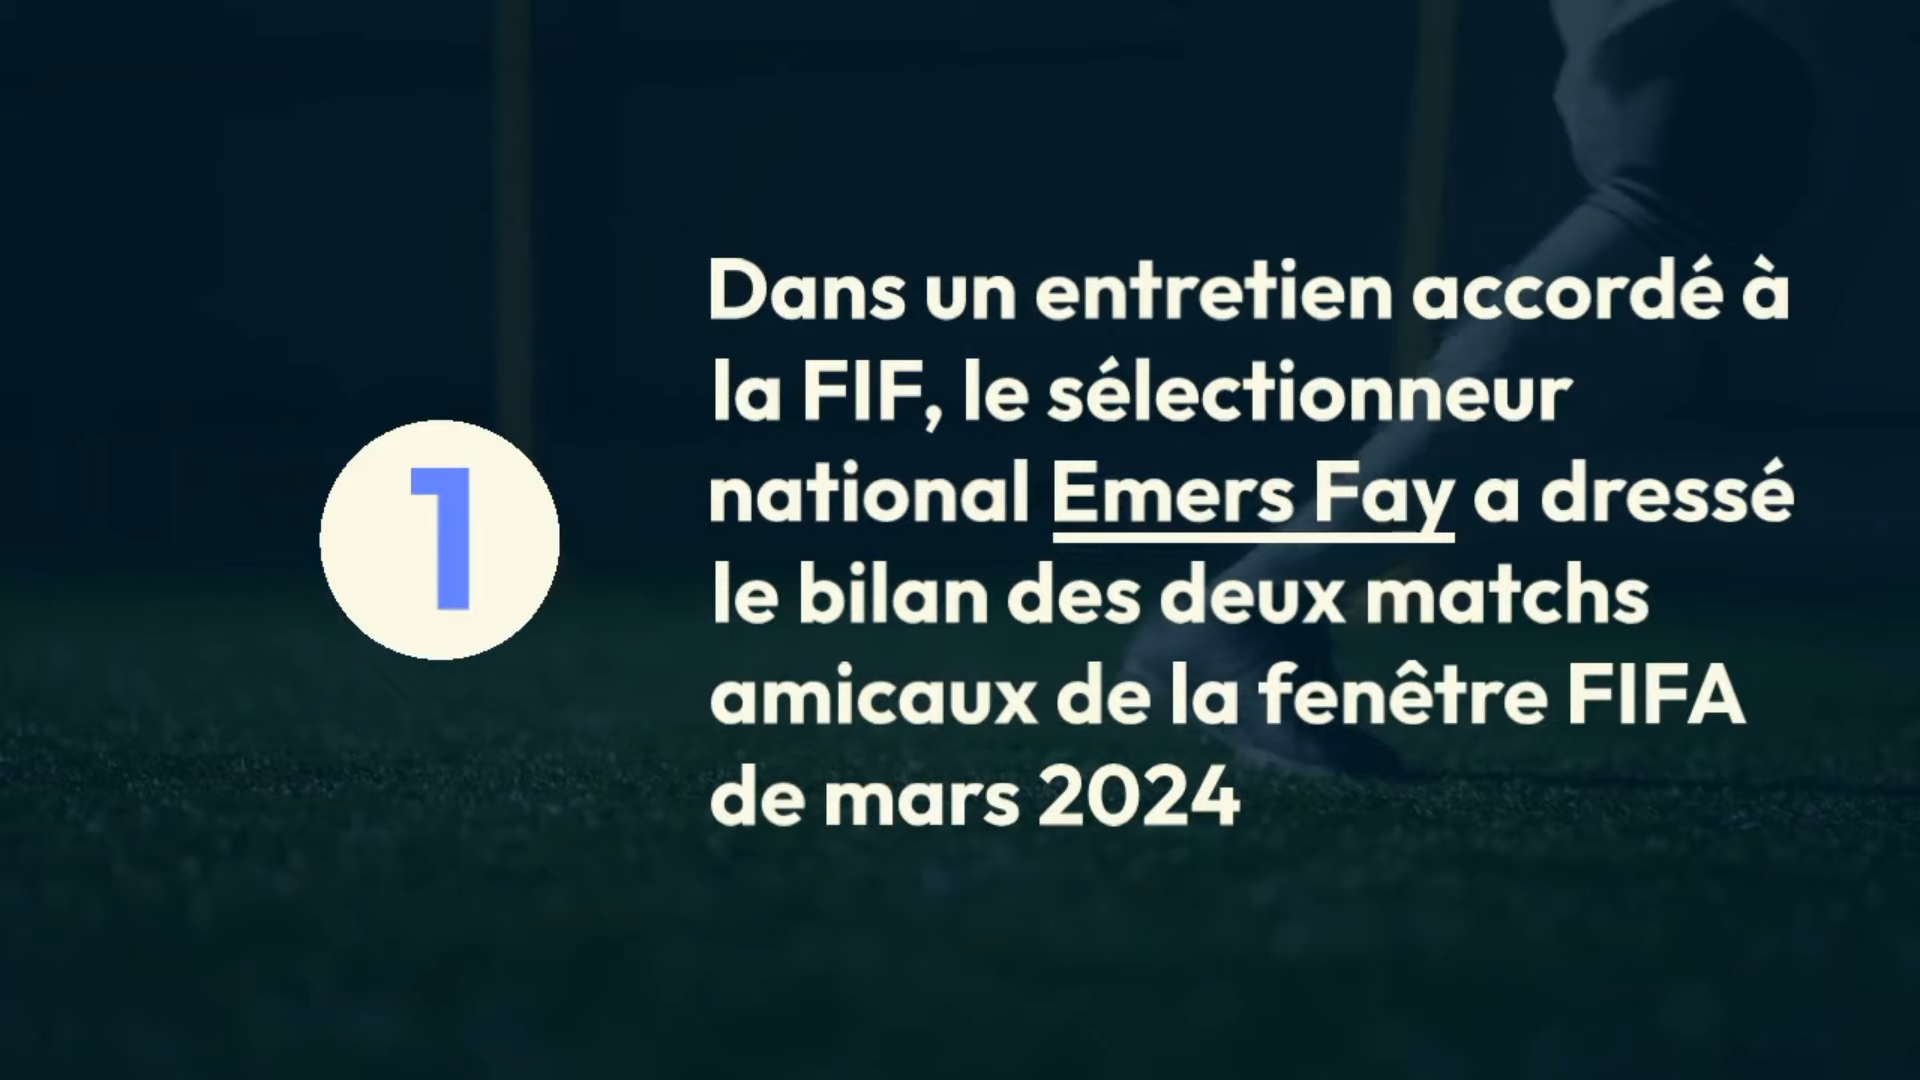 1
Dans un entretien accordé à
la FIF, le sélectionneur
national Emers Fay a dressé
le bilan des deux matchs
amicaux de la fenêtre FIFA
de mars 2024